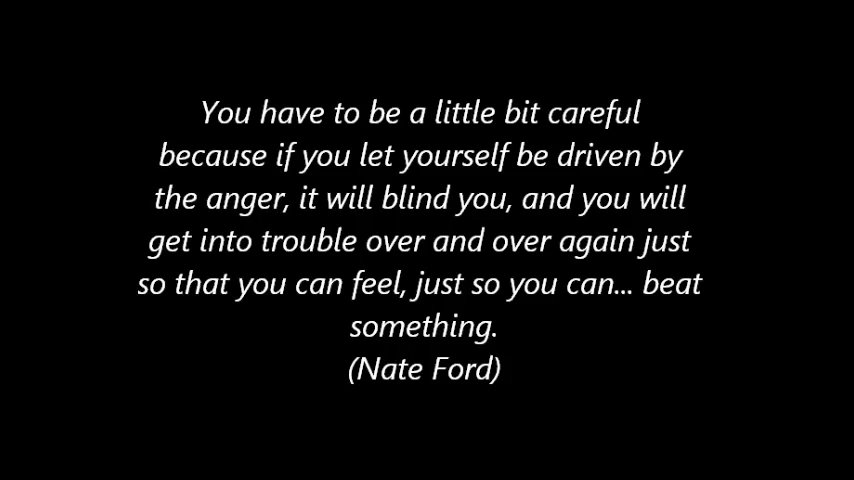 You have to be a little bit careful
because if you let yourself be driven by
the anger, it will blind you, and you will
get into trouble over and over again just
so that you can feel, just so you can... beat
something.
(Nate Ford)